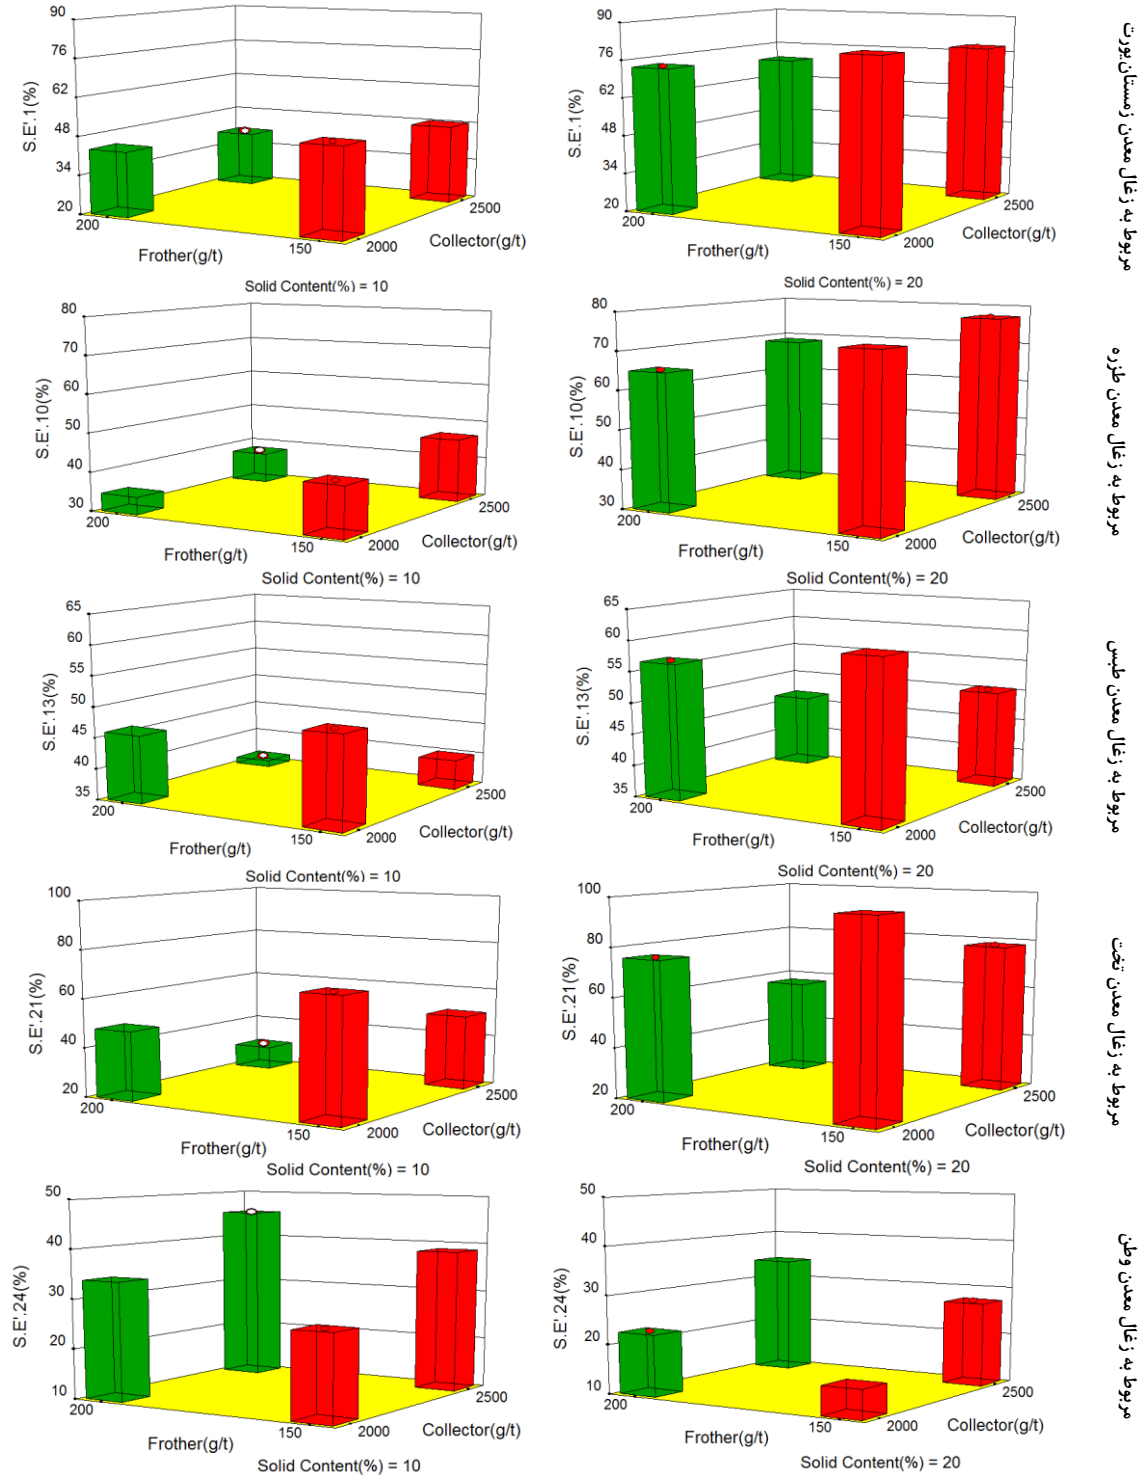 90
76
62
48
34
20
S.E'.1(%)
200
150
Frother(g/t)
2000
2500
Collector(g/t)
Solid Content(%) = 10
90
76
62
48
34
20
S.E'.1(%)
200
150
Frother(g/t)
2000
2500
Collector(g/t)
Solid Content(%) = 20
مربوط به زغال معدن زمستان‌یورت
80
70
60
50
40
30
S.E'.10(%)
200
150
Frother(g/t)
2000
2500
Collector(g/t)
Solid Content(%) = 10
80
70
60
50
40
30
S.E'.10(%)
200
150
Frother(g/t)
2000
2500
Collector(g/t)
Solid Content(%) = 20
مربوط به زغال معدن طزره
65
60
55
50
45
40
35
S.E'.13(%)
200
150
Frother(g/t)
2000
2500
Collector(g/t)
Solid Content(%) = 10
65
60
55
50
45
40
35
S.E'.13(%)
200
150
Frother(g/t)
2000
2500
Collector(g/t)
Solid Content(%) = 20
مربوط به زغال معدن طبس
100
80
60
40
20
S.E'.21(%)
200
150
Frother(g/t)
2000
2500
Collector(g/t)
Solid Content(%) = 10
100
80
60
40
20
S.E'.21(%)
200
150
Frother(g/t)
2000
2500
Collector(g/t)
Solid Content(%) = 20
مربوط به زغال معدن تخت
50
40
30
20
10
S.E'.24(%)
200
150
Frother(g/t)
2000
2500
Collector(g/t)
Solid Content(%) = 10
50
40
30
20
10
S.E'.24(%)
200
150
Frother(g/t)
2000
2500
Collector(g/t)
Solid Content(%) = 20
مربوط به زغال معدن وطن